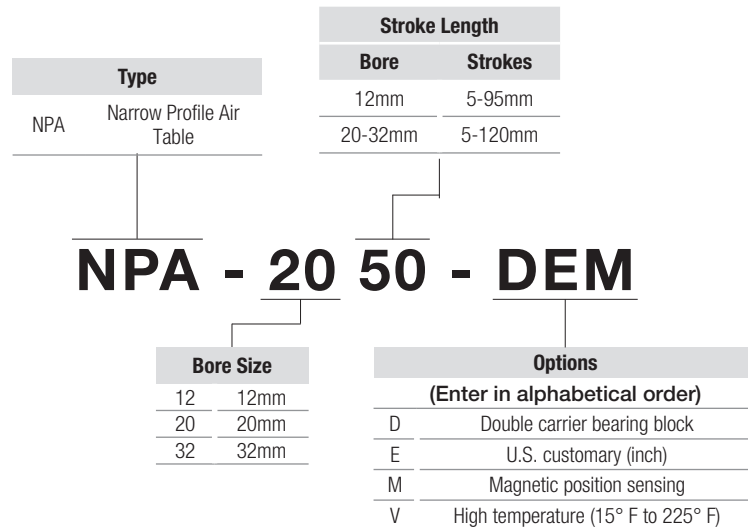 Stroke Length
Bore Strokes
12mm 5-95mm
20-32mm 5-120mm
Type
NPA Narrow Profile Air
Table
NPA - 20 50 - DEM
Bore Size
12 12mm
20 20mm
32 32mm
Options
(Enter in alphabetical order)
D Double carrier bearing block
E U.S. customary (inch)
M Magnetic position sensing
V High temperature (15° F to 225° F)